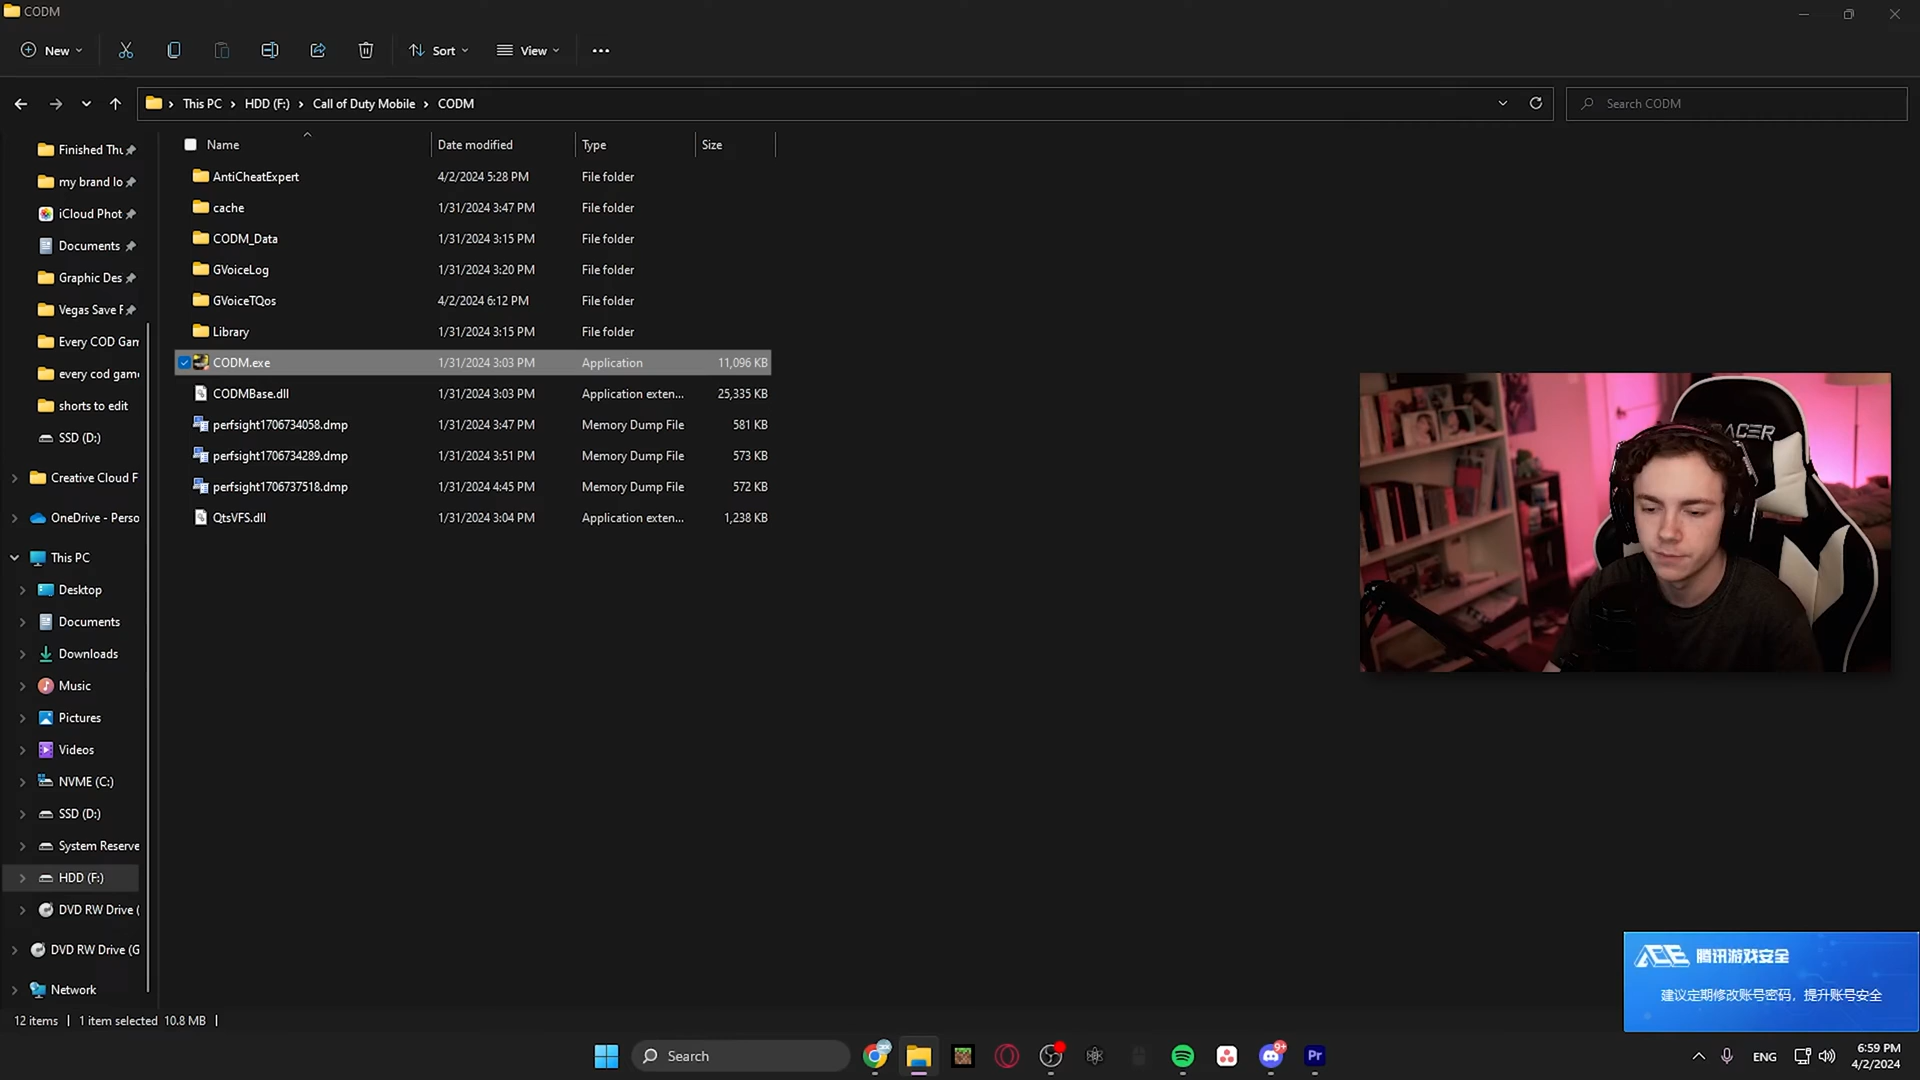 CODM
New
Sort
View
This PC > HDD (F:) > Call of Duty Mobile > CODM
Search CODM
Name Date modified Type Size
AntiCheatExpert 4/2/2024 5:28 PM File folder
cache 1/31/2024 3:47 PM File folder
CODM_Data 1/31/2024 3:15 PM File folder
GVoiceLog 1/31/2024 3:20 PM File folder
GVoiceTQos 4/2/2024 6:12 PM File folder
Library 1/31/2024 3:15 PM File folder
CODM.exe 1/31/2024 3:03 PM Application 11,096 KB
CODMBase.dll 1/31/2024 3:03 PM Application exten... 25,335 KB
perfsight1706734058.dmp 1/31/2024 3:47 PM Memory Dump File 581 KB
perfsight1706734289.dmp 1/31/2024 3:51 PM Memory Dump File 573 KB
perfsight1706737518.dmp 1/31/2024 4:45 PM Memory Dump File 572 KB
QtsVFS.dll 1/31/2024 3:04 PM Application exten... 1,238 KB
Finished Thu
my brand lo
iCloud Phot
Documents
Graphic Des
Vegas Save F
Every COD Gam
every cod game
shorts to edit
SSD (D:)
Creative Cloud F
OneDrive - Perso
This PC
Desktop
Documents
Downloads
Music
Pictures
Videos
NVME (C:)
SSD (D:)
System Reserve
HDD (F:)
DVD RW Drive (
DVD RW Drive (G
Network
12 items | 1 item selected 10.8 MB |
RACER
ACE 腾讯游戏安全
建议定期修改账号密码，提升账号安全
Search
9+
Pr
ENG
6:59 PM
4/2/2024